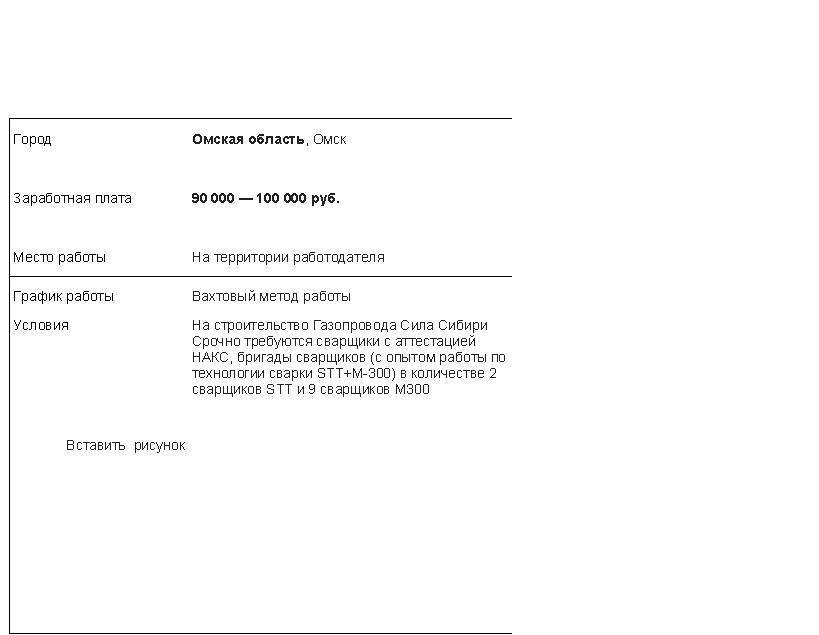 Город Омская область, Омск
Заработная плата 90 000 — 100 000 руб.
Место работы На территории работодателя
График работы Вахтовый метод работы
Условия На строительство Газопровода Сила Сибири
Срочно требуются сварщики с аттестацией
НАКС, бригады сварщиков (с опытом работы по
технологии сварки STT+М-300) в количестве 2
сварщиков STT и 9 сварщиков М300
Вставить рисунок